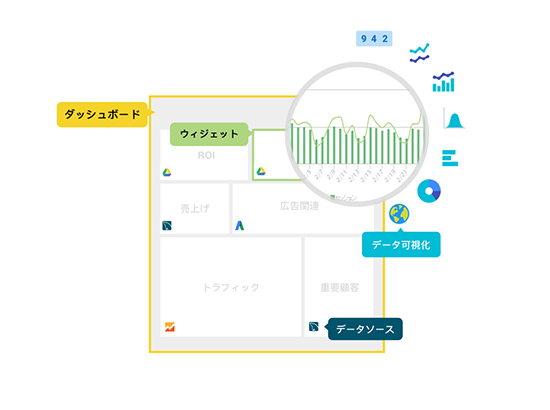 942
ダッシュボード
ウィジェット
ROI
売上げ
広告関連
データ可視化
トラフィック
重要顧客
データソース